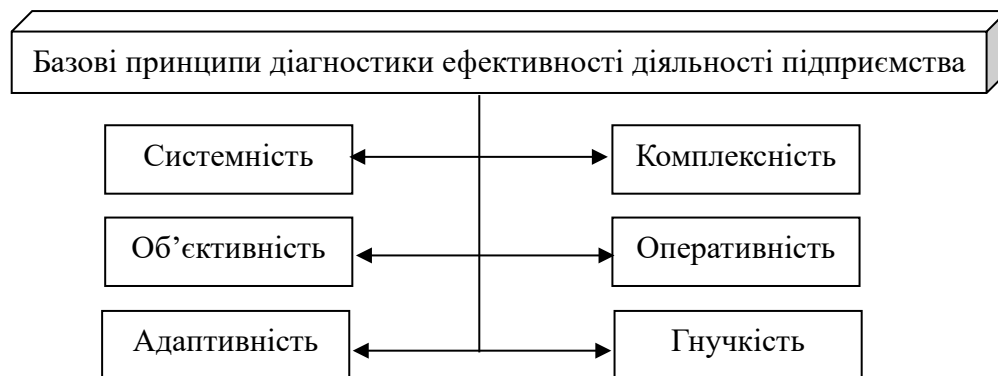 Базові принципи діагностики ефективності діяльності підприємства
Системність
Комплексність
Об’єктивність
Оперативність
Адаптивність
Гнучкість